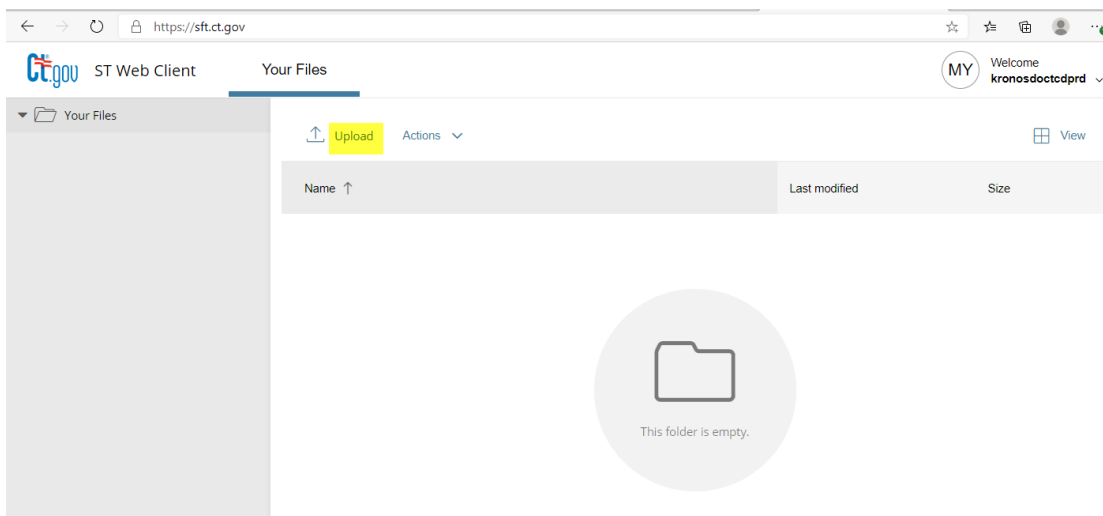 https://sft.ct.gov
Ct.gov ST Web Client Your Files MY Welcome
kronosdoctcdprd
Your Files
Upload Actions View
Name ↑ Last modified Size
This folder is empty.